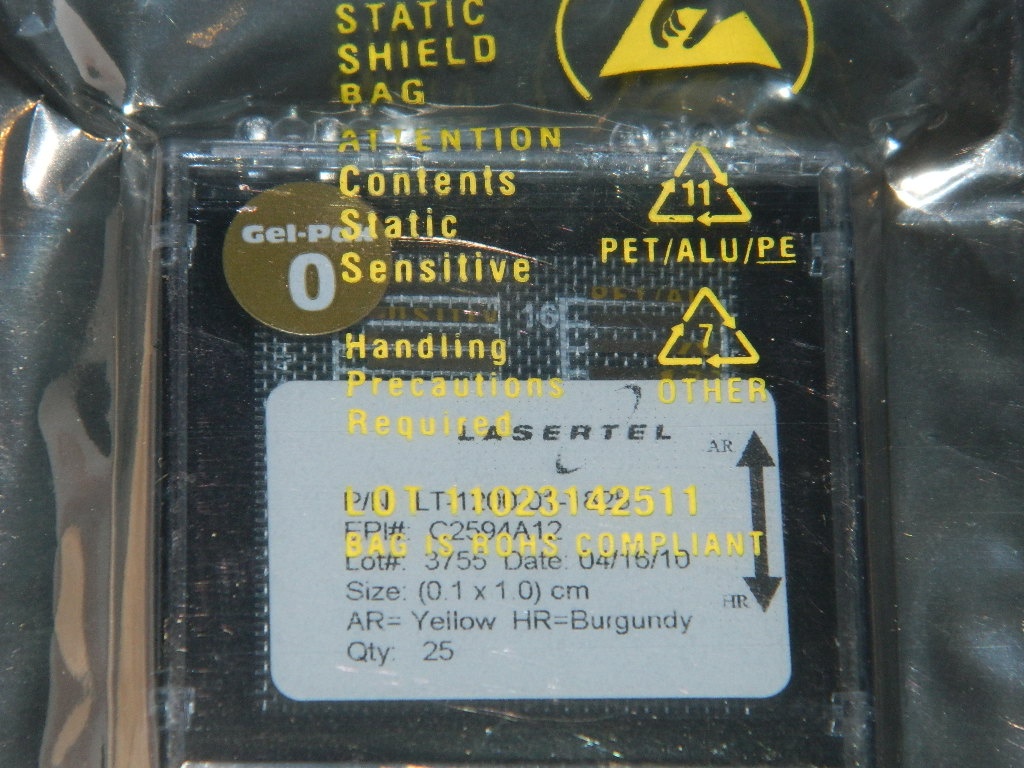 STATIC
SHIELD
BAG
ATTENTION
Contents
Static
Sensitive
Handling
Precautions
Required
11
PET/ALU/PE
7
OTHER
Gel-Pak
0
16
LASERTEL
AR
HR
LOT 11023142511
BAG IS ROHS COMPLIANT
P/N:
EPI#: C2594A12
Lot#: 3755 Date: 04/16/10
Size: (0.1 x 1.0) cm
AR= Yellow HR=Burgundy
Qty: 25